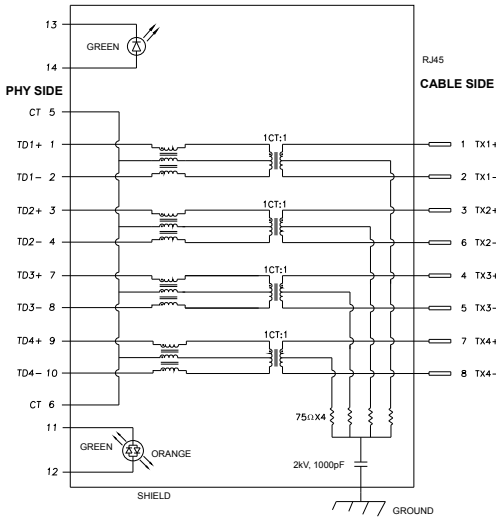 13
GREEN
14
RJ45
PHY SIDE
CABLE SIDE
CT 5
1CT:1
TD1+ 1
1 TX1+
TD1- 2
2 TX1-
1CT:1
TD2+ 3
3 TX2+
TD2- 4
6 TX2-
1CT:1
TD3+ 7
4 TX3+
TD3- 8
5 TX3-
1CT:1
TD4+ 9
7 TX4+
TD4- 10
8 TX4-
CT 6
75ΩX4
11
GREEN
ORANGE
12
2kV, 1000pF
SHIELD
GROUND